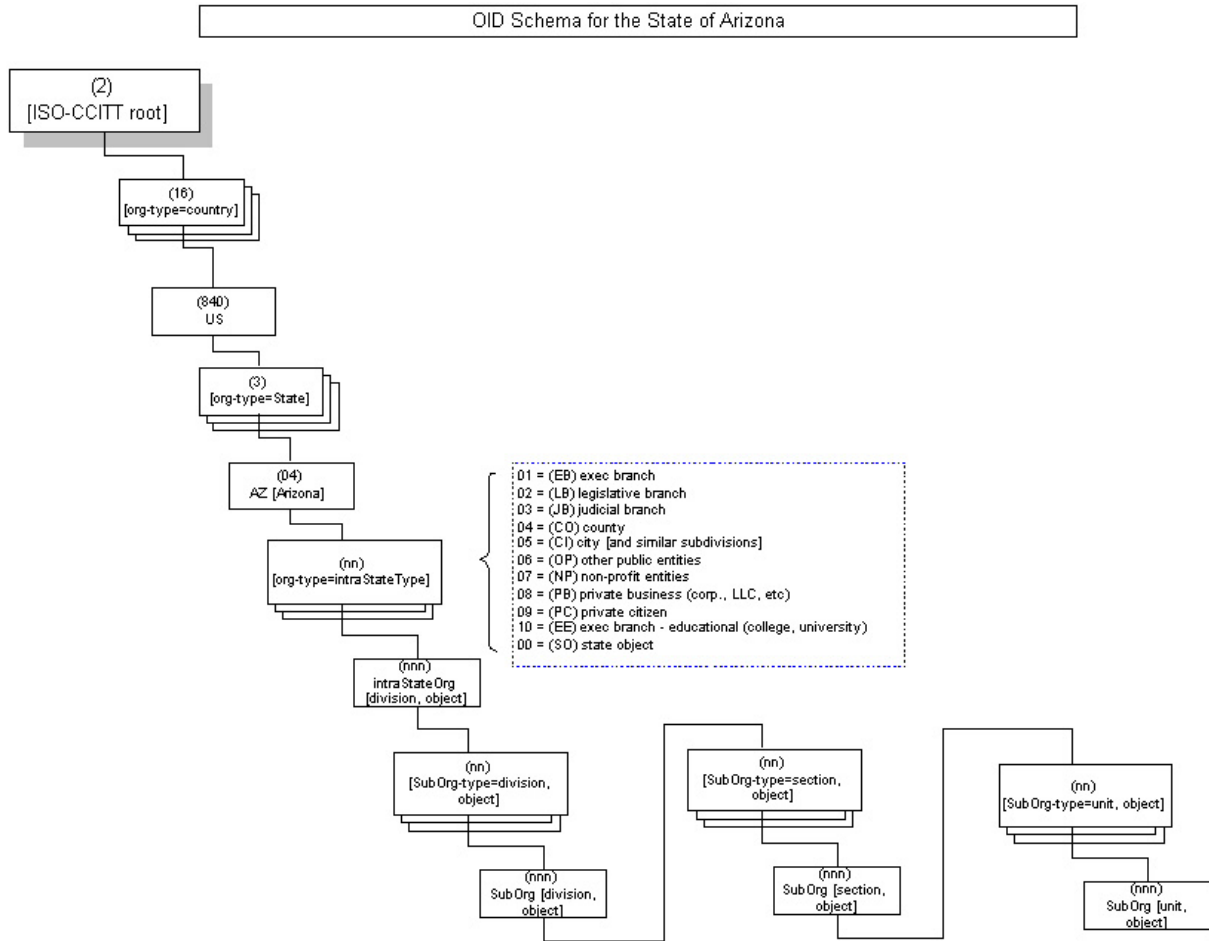 OID Schema for the State of Arizona
(2)
[ISO-CCITT root]
(16)
[org-type=country]
(840)
US
(3)
[org-type=State]
(04)
AZ [Arizona]
(nn)
[org-type=intraStateType]
01 = (EB) exec branch
02 = (LB) legislative branch
03 = (JB) judicial branch
04 = (CO) county
05 = (CI) city [and similar subdivisions]
06 = (OP) other public entities
07 = (NP) non-profit entities
08 = (PB) private business (corp., LLC, etc)
09 = (PC) private citizen
10 = (EE) exec branch - educational (college, university)
00 = (SO) state object
(nnn)
intraStateOrg
[division, object]
(nn)
[SubOrg-type=division,
object]
(nnn)
SubOrg [division,
object]
(nn)
[SubOrg-type=section,
object]
(nnn)
SubOrg [section,
object]
(nn)
[SubOrg-type=unit, object]
(nnn)
SubOrg [unit,
object]